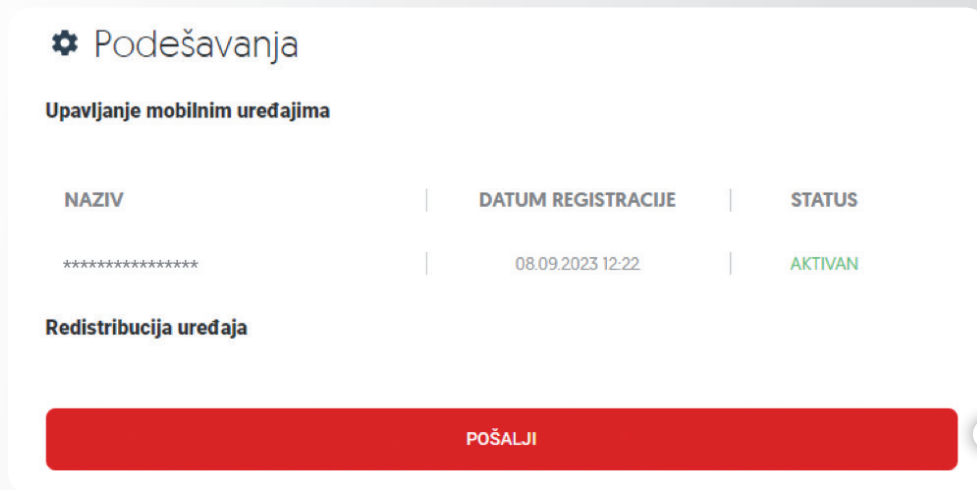 Podešavanja
Upavljanje mobilnim uređajima
NAZIV DATUM REGISTRACIJE STATUS
**************** 08.09.2023 12:22 AKTIVAN
Redistribucija uređaja
POŠALJI